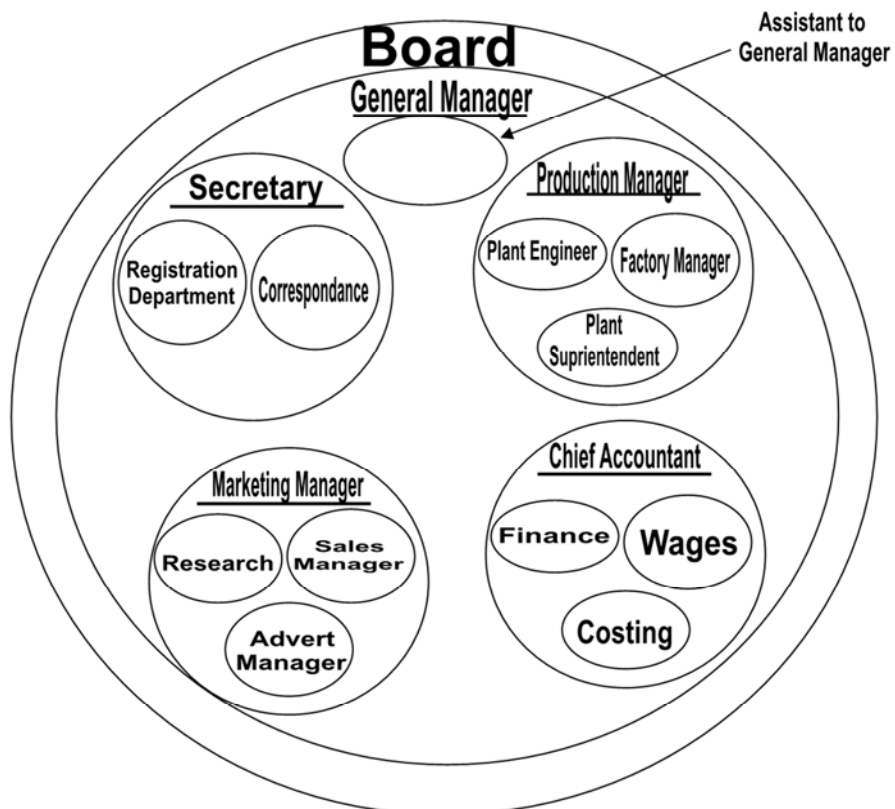 Board
Assistant to
General Manager
General Manager
Secretary
Registration
Department
Correspondance
Production Manager
Plant Engineer
Factory Manager
Plant
Suprientendent
Marketing Manager
Research
Sales
Manager
Advert
Manager
Chief Accountant
Finance
Wages
Costing